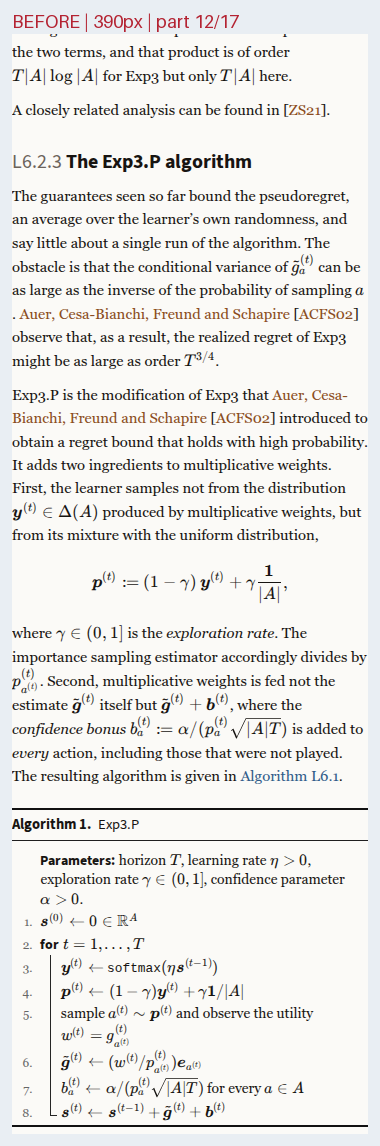 BEFORE | 390px | part 12/17
the two terms, and that product is of order
T|A| log |A| for Exp3 but only T|A| here.
A closely related analysis can be found in [ZS21].
L6.2.3 The Exp3.P algorithm
The guarantees seen so far bound the pseudoregret,
an average over the learner's own randomness, and
say little about a single run of the algorithm. The
obstacle is that the conditional variance of g̃_a^(t) can be
as large as the inverse of the probability of sampling a
. Auer, Cesa-Bianchi, Freund and Schapire [ACFS02]
observe that, as a result, the realized regret of Exp3
might be as large as order T^{3/4}.
Exp3.P is the modification of Exp3 that Auer, Cesa-
Bianchi, Freund and Schapire [ACFS02] introduced to
obtain a regret bound that holds with high probability.
It adds two ingredients to multiplicative weights.
First, the learner samples not from the distribution
y^(t) ∈ Δ(A) produced by multiplicative weights, but
from its mixture with the uniform distribution,
p^(t) := (1 − γ) y^(t) + γ 1/|A|,
where γ ∈ (0, 1] is the exploration rate. The
importance sampling estimator accordingly divides by
p_{a^(t)}^(t). Second, multiplicative weights is fed not the
estimate g̃^(t) itself but g̃^(t) + b^(t), where the
confidence bonus b_a^(t) := α/(p_a^(t) √|A|T) is added to
every action, including those that were not played.
The resulting algorithm is given in Algorithm L6.1.
Algorithm 1. Exp3.P
Parameters: horizon T, learning rate η > 0,
exploration rate γ ∈ (0, 1], confidence parameter
α > 0.
1. s^(0) ← 0 ∈ ℝ^A
2. for t = 1, . . . , T
3. y^(t) ← softmax(ηs^(t−1))
4. p^(t) ← (1 − γ)y^(t) + γ1/|A|
5. sample a^(t) ∼ p^(t) and observe the utility
w^(t) = g_{a^(t)}^(t)
6. g̃^(t) ← (w^(t)/p_{a^(t)}^(t))e_{a^(t)}
7. b_a^(t) ← α/(p_a^(t) √|A|T) for every a ∈ A
8. s^(t) ← s^(t−1) + g̃^(t) + b^(t)